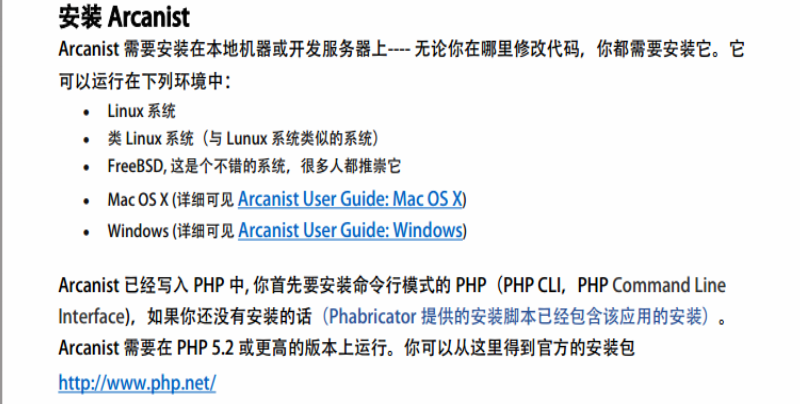 安装 Arcanist
Arcanist 需要安装在本地机器或开发服务器上---- 无论你在哪里修改代码，你都需要安装它。它
可以运行在下列环境中：
• Linux 系统
• 类 Linux 系统（与 Lunux 系统类似的系统）
• FreeBSD, 这是个不错的系统，很多人都推崇它
• Mac OS X (详细可见 Arcanist User Guide: Mac OS X)
• Windows (详细可见 Arcanist User Guide: Windows)
Arcanist 已经写入 PHP 中, 你首先要安装命令行模式的 PHP（PHP CLI，PHP Command Line
Interface)，如果你还没有安装的话（Phabricator 提供的安装脚本已经包含该应用的安装）。
Arcanist 需要在 PHP 5.2 或更高的版本上运行。你可以从这里得到官方的安装包
http://www.php.net/